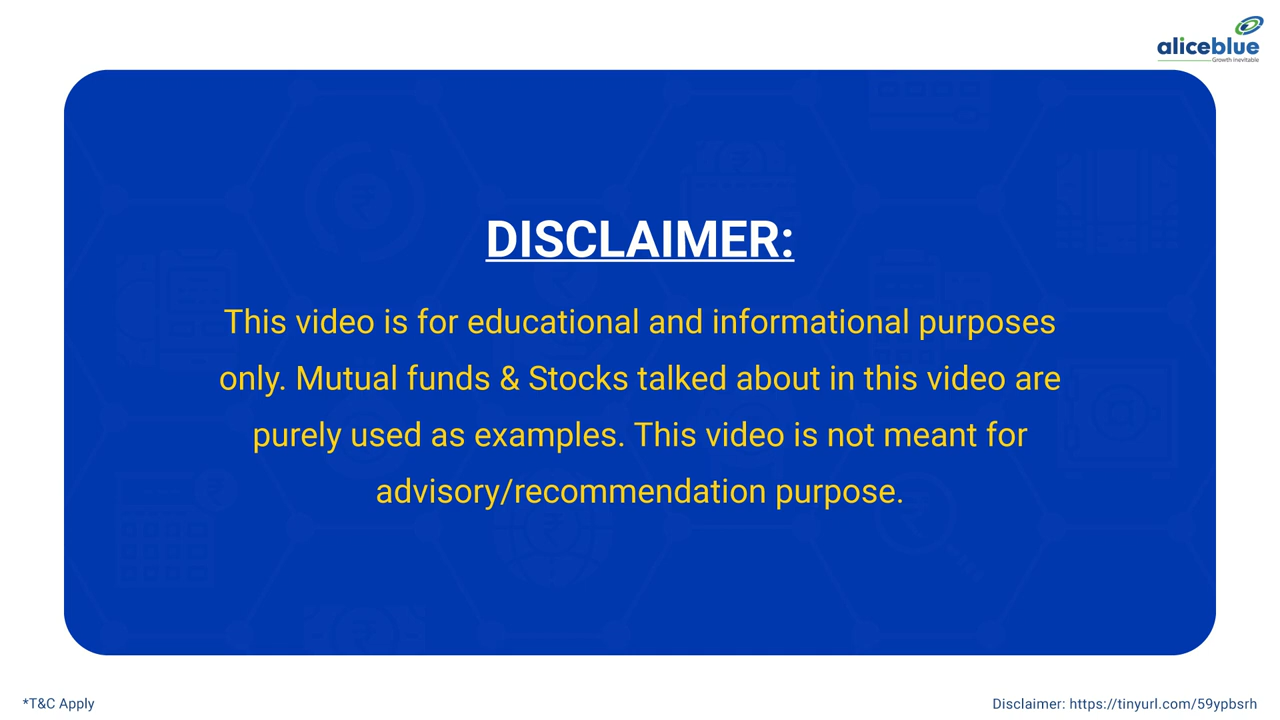 aliceblue
Growth inevitable
DISCLAIMER:
This video is for educational and informational purposes
only. Mutual funds & Stocks talked about in this video are
purely used as examples. This video is not meant for
advisory/recommendation purpose.
*T&C Apply
Disclaimer: https://tinyurl.com/59ypbsrh